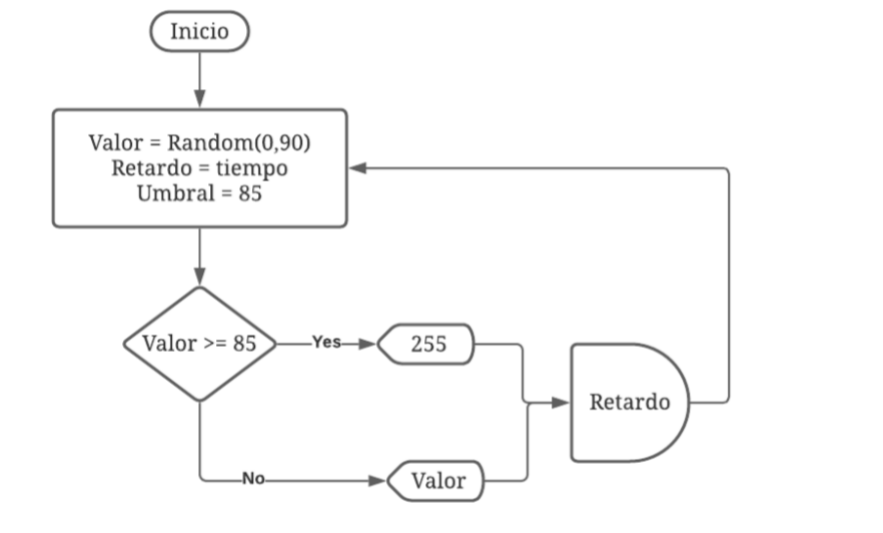 Inicio
Valor = Random(0,90)
Retardo = tiempo
Umbral = 85
Valor >= 85
Yes
255
Retardo
No
Valor